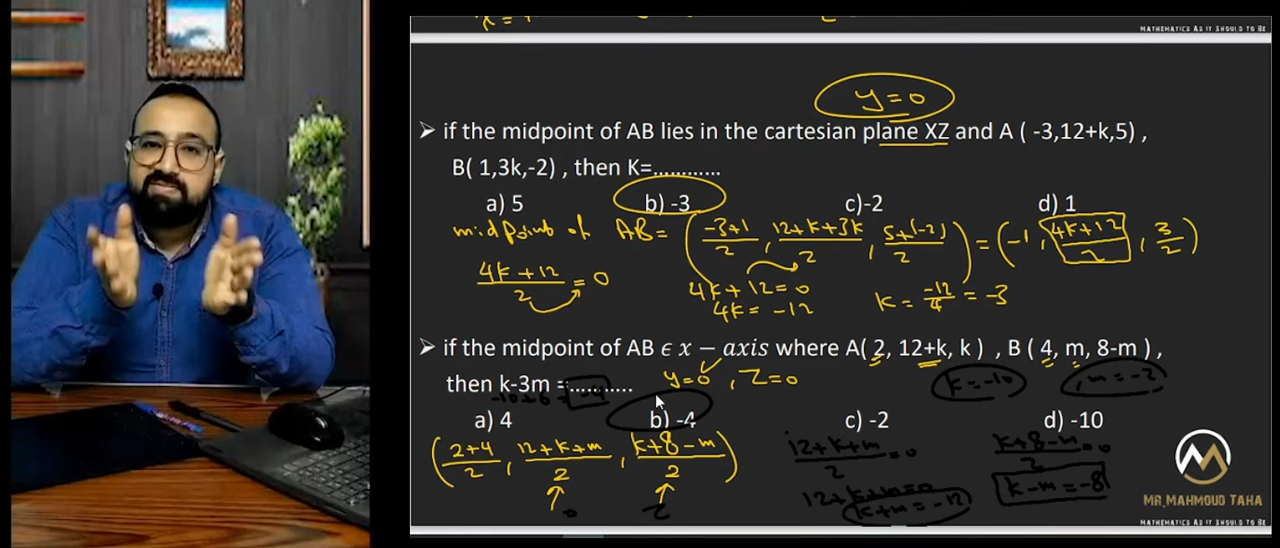 MATHEMATICS AS IT SHOULD TO BE
y=0
➤ if the midpoint of AB lies in the cartesian plane XZ and A ( -3,12+k,5) ,
B( 1,3k,-2) , then K=............
a) 5 b) -3 c)-2 d) 1
midpoint of AB = ( -3+1/2 , 12+k+3k/2 , 5+(-2)/2 ) = (-1 , 4k+12/2 , 3/2 )
4k+12/2 = 0 4k+12=0 k = -12/4 = -3
4k = -12
➤ if the midpoint of AB ϵ x − axis where A( 2, 12+k, k ) , B ( 4, m, 8-m ) ,
then k-3m =........... y=0 , Z=0 k=-10 , m=-2
-10+6 = -4
a) 4 b) -4 c) -2 d) -10
( 2+4/2 , 12+k+m/2 , k+8-m/2 ) 12+k+m/2 = 0 k+8-m/2 = 0
12+k+m=0 k-m=-8
k+m=-12
MR.MAHMOUD TAHA
MATHEMATICS AS IT SHOULD TO BE